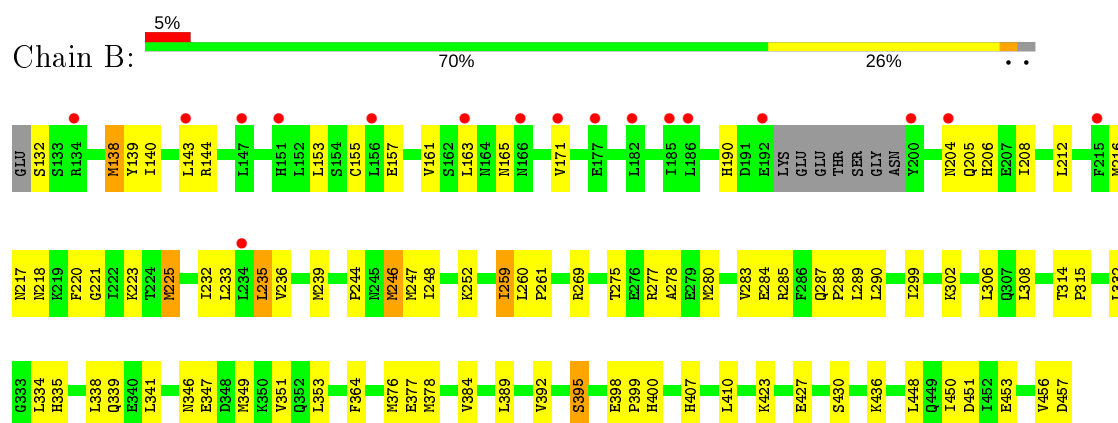 5%
Chain B:
70% 26% • •
GLU S132 S133 R134 M138 Y139 I140 L143 R144 L147 H151 L152 L153 S154 C155 L156 E157 V161 S162 L163 N164 N165 N166 V171 E177 L182 I185 L186 H190 D191 E192 LYS GLU GLU THR SER GLY ASN Y200 N204 Q205 H206 E207 I208 L212 F215 M216
N217 N218 K219 F220 G221 I222 K223 T224 M225 I232 L233 L234 L235 V236 M239 P244 N245 M246 M247 I248 K252 I259 L260 P261 R269 T275 E276 R277 A278 E279 M280 V283 E284 R285 F286 Q287 P288 L289 L290 I299 K302 L306 Q307 L308 T314 P315 L332
G333 L334 H335 L338 Q339 E340 L341 N346 E347 D348 M349 K350 V351 Q352 L353 F364 M376 E377 M378 V384 L389 V392 S395 E398 P399 H400 H407 L410 K423 E427 S430 K436 L448 Q449 I450 D451 I452 E453 V456 D457